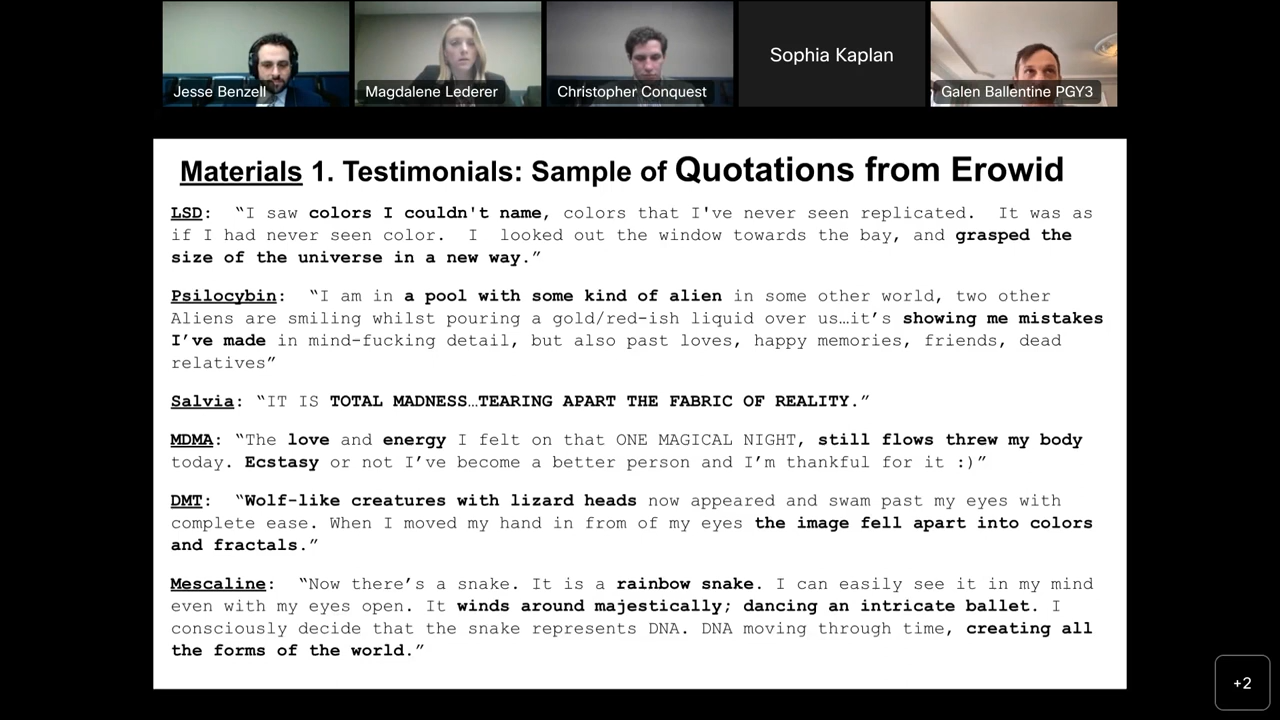 Jesse Benzell
Magdalene Lederer
Christopher Conquest
Sophia Kaplan
Galen Ballentine PGY3
Materials 1. Testimonials: Sample of Quotations from Erowid
LSD:  “I saw colors I couldn't name, colors that I've never seen replicated.  It was as
if I had never seen color.  I  looked out the window towards the bay, and grasped the
size of the universe in a new way.”
Psilocybin:  “I am in a pool with some kind of alien in some other world, two other
Aliens are smiling whilst pouring a gold/red-ish liquid over us…it’s showing me mistakes
I’ve made in mind-fucking detail, but also past loves, happy memories, friends, dead
relatives”
Salvia: “IT IS TOTAL MADNESS…TEARING APART THE FABRIC OF REALITY.”
MDMA: “The love and energy I felt on that ONE MAGICAL NIGHT, still flows threw my body
today. Ecstasy or not I’ve become a better person and I’m thankful for it :)”
DMT:  “Wolf-like creatures with lizard heads now appeared and swam past my eyes with
complete ease. When I moved my hand in from of my eyes the image fell apart into colors
and fractals.”
Mescaline:  “Now there’s a snake. It is a rainbow snake. I can easily see it in my mind
even with my eyes open. It winds around majestically; dancing an intricate ballet. I
consciously decide that the snake represents DNA. DNA moving through time, creating all
the forms of the world.”
+2